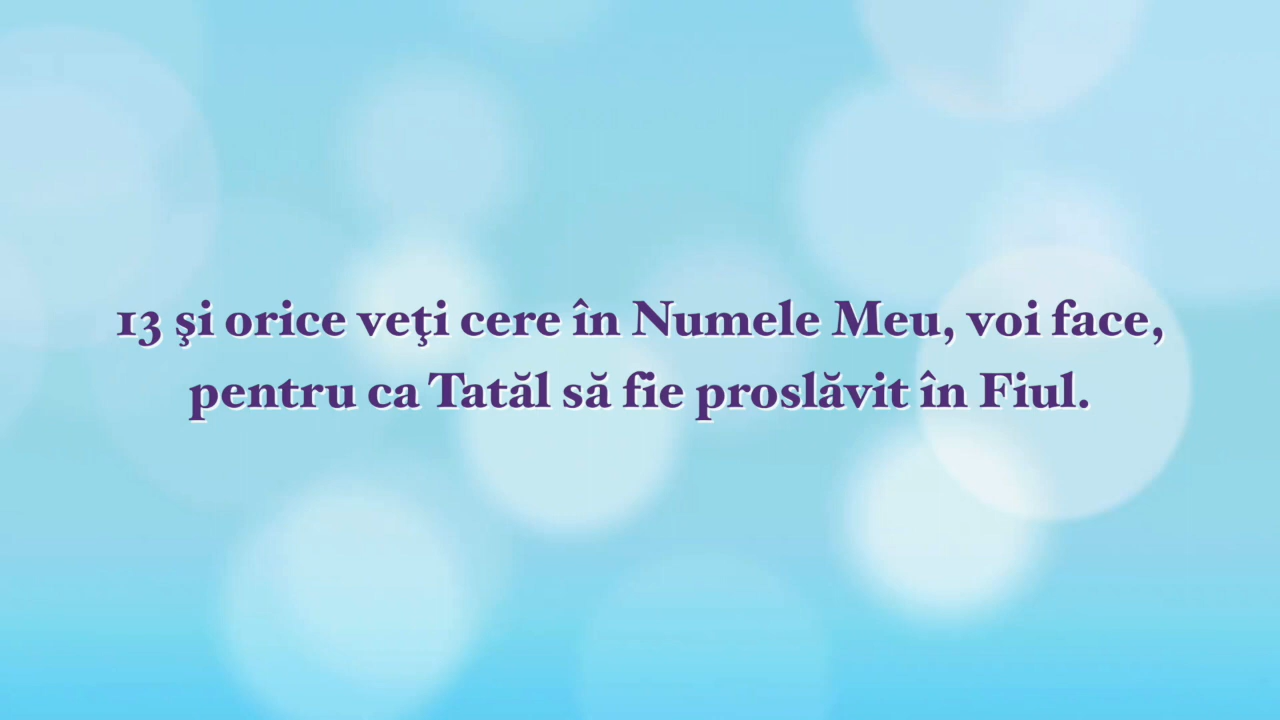 13 şi orice veţi cere în Numele Meu, voi face,
pentru ca Tatăl să fie proslăvit în Fiul.